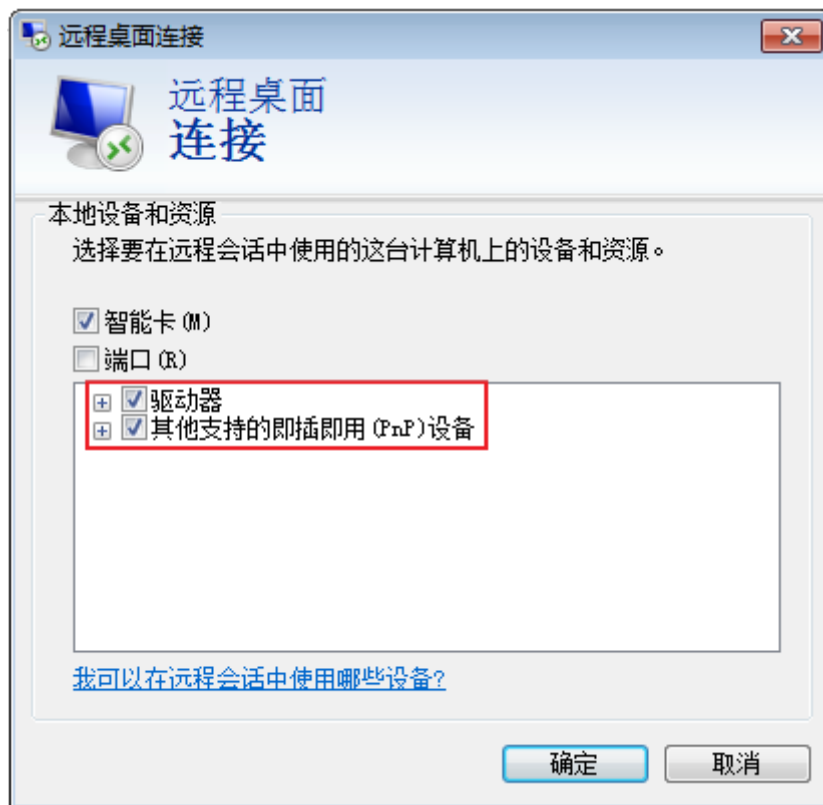 远程桌面连接
远程桌面
连接
本地设备和资源
选择要在远程会话中使用的这台计算机上的设备和资源。
智能卡(M)
端口(R)
驱动器
其他支持的即插即用(PnP)设备
我可以在远程会话中使用哪些设备?
确定
取消